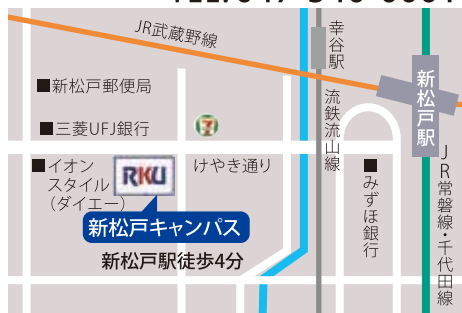 JR武蔵野線
幸谷駅
新松戸駅
■新松戸郵便局
■三菱UFJ銀行
7
流鉄流山線
■イオン
スタイル
(ダイエー)
RKU
けやき通り
■みずほ銀行
JR常磐線・千代田線
新松戸キャンパス
新松戸駅徒歩4分